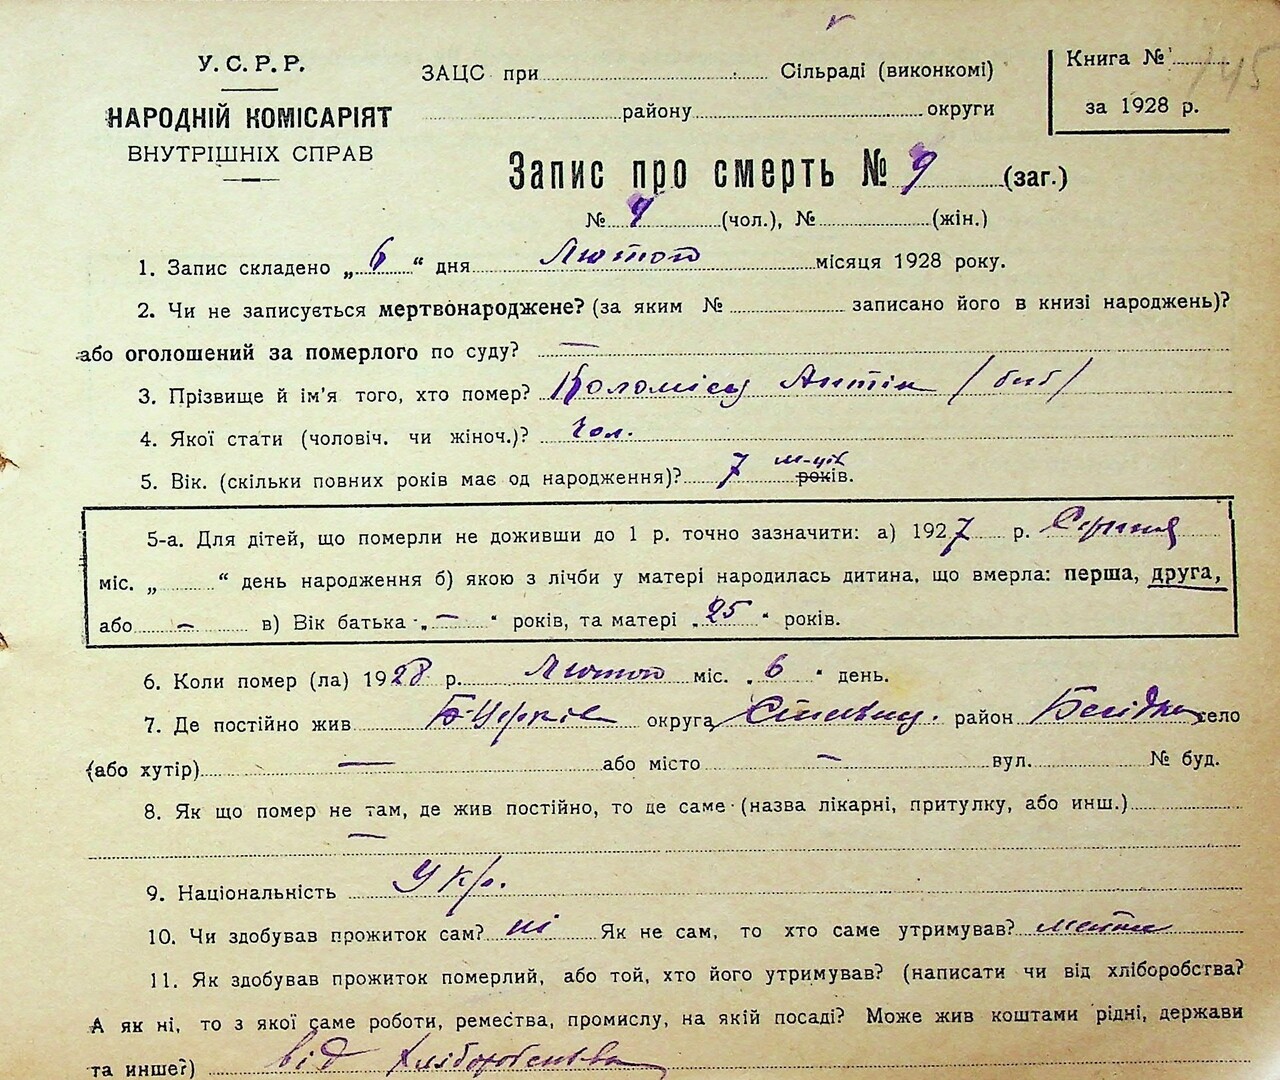 У. С. Р. Р.
НАРОДНІЙ КОМІСАРІЯТ
ВНУТРІШНІХ СПРАВ
ЗАЦС при Сільраді (виконкомі)
району округи
Книга № 145
за 1928 р.
Запис про смерть № 9 (заг.)
№ (чол.), № (жін.)
1. Запис складено „6“ дня Лютого місяця 1928 року.
2. Чи не записується мертвонароджене? (за яким № записано його в книзі народжень)?
або оголошений за померлого по суду? —
3. Прізвище й ім'я того, хто помер? Коломієць Антін
4. Якої статі (чоловіч. чи жіноч.)? чол.
5. Вік. (скільки повних років має од народження)? 7 м-ців років.
5-а. Для дітей, що померли не доживши до 1 р. точно зазначити: а) 1927 р. Серпня
міс. „ “ день народження б) якою з лічби у матері народилась дитина, що вмерла: перша, друга,
або – в) Вік батька „–“ років, та матері „25“ років.
6. Коли помер (ла) 1928 р. Лютого міс. „6“ день.
7. Де постійно жив Б-Церків округа район село
(або хутір) — або місто – вул. № буд.
8. Як що помер не там, де жив постійно, то де саме (назва лікарні, притулку, або инш.)
—
9. Національність Укр.
10. Чи здобував прожиток сам? ні Як не сам, то хто саме утримував? мати
11. Як здобував прожиток померлий, або той, хто його утримував? (написати чи від хліборобства?
А як ні, то з якої саме роботи, ремества, промислу, на якій посаді? Може жив коштами рідні, держави
та инше?) від хліборобства